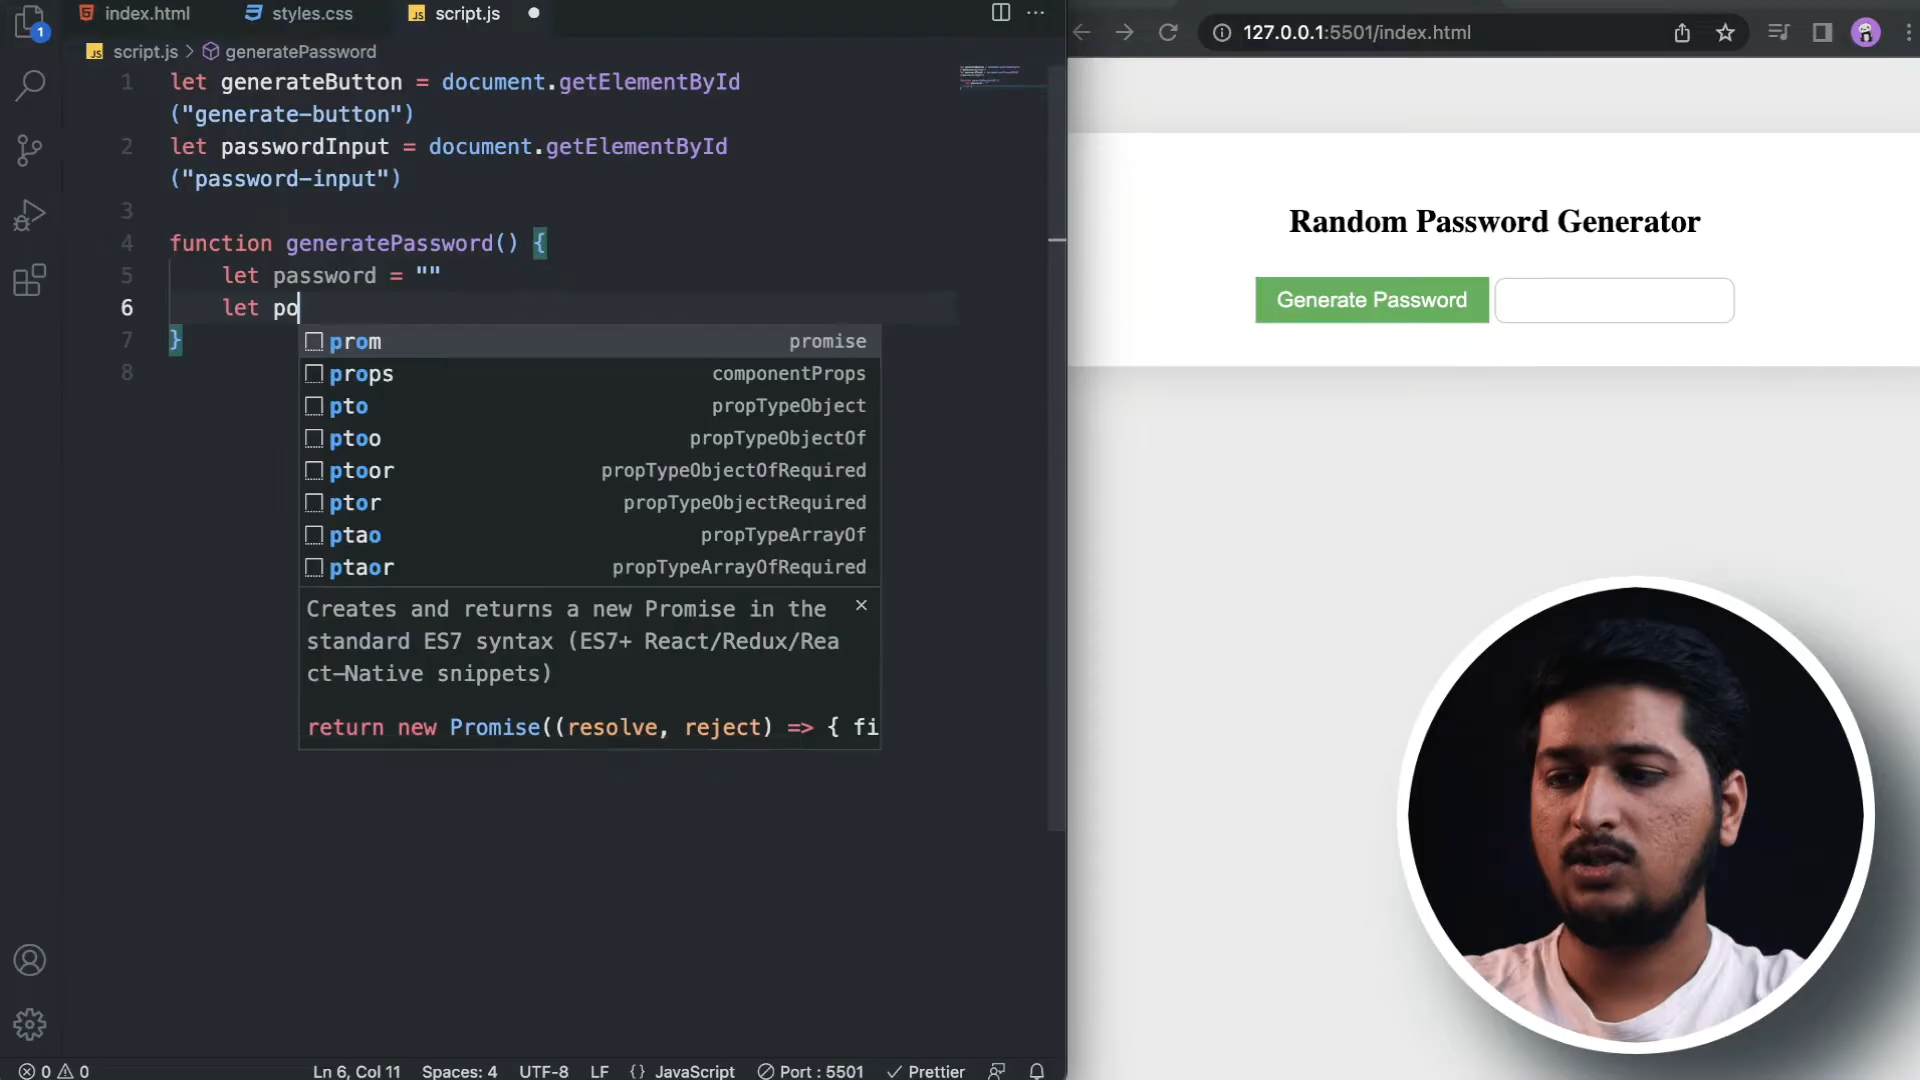 index.html
styles.css
script.js
127.0.0.1:5501/index.html
1
script.js > generatePassword
1 let generateButton = document.getElementById
("generate-button")
2 let passwordInput = document.getElementById
("password-input")
3
4 function generatePassword() {
5 let password = ""
6 let po
7 }
8
prom promise
props componentProps
pto propTypeObject
ptoo propTypeObjectOf
ptoor propTypeObjectOfRequired
ptor propTypeObjectRequired
ptao propTypeArrayOf
ptaor propTypeArrayOfRequired
Creates and returns a new Promise in the
standard ES7 syntax (ES7+ React/Redux/Rea
ct-Native snippets)
return new Promise((resolve, reject) => { fi
Random Password Generator
Generate Password
0 0 Ln 6, Col 11 Spaces: 4 UTF-8 LF {} JavaScript Port : 5501 Prettier